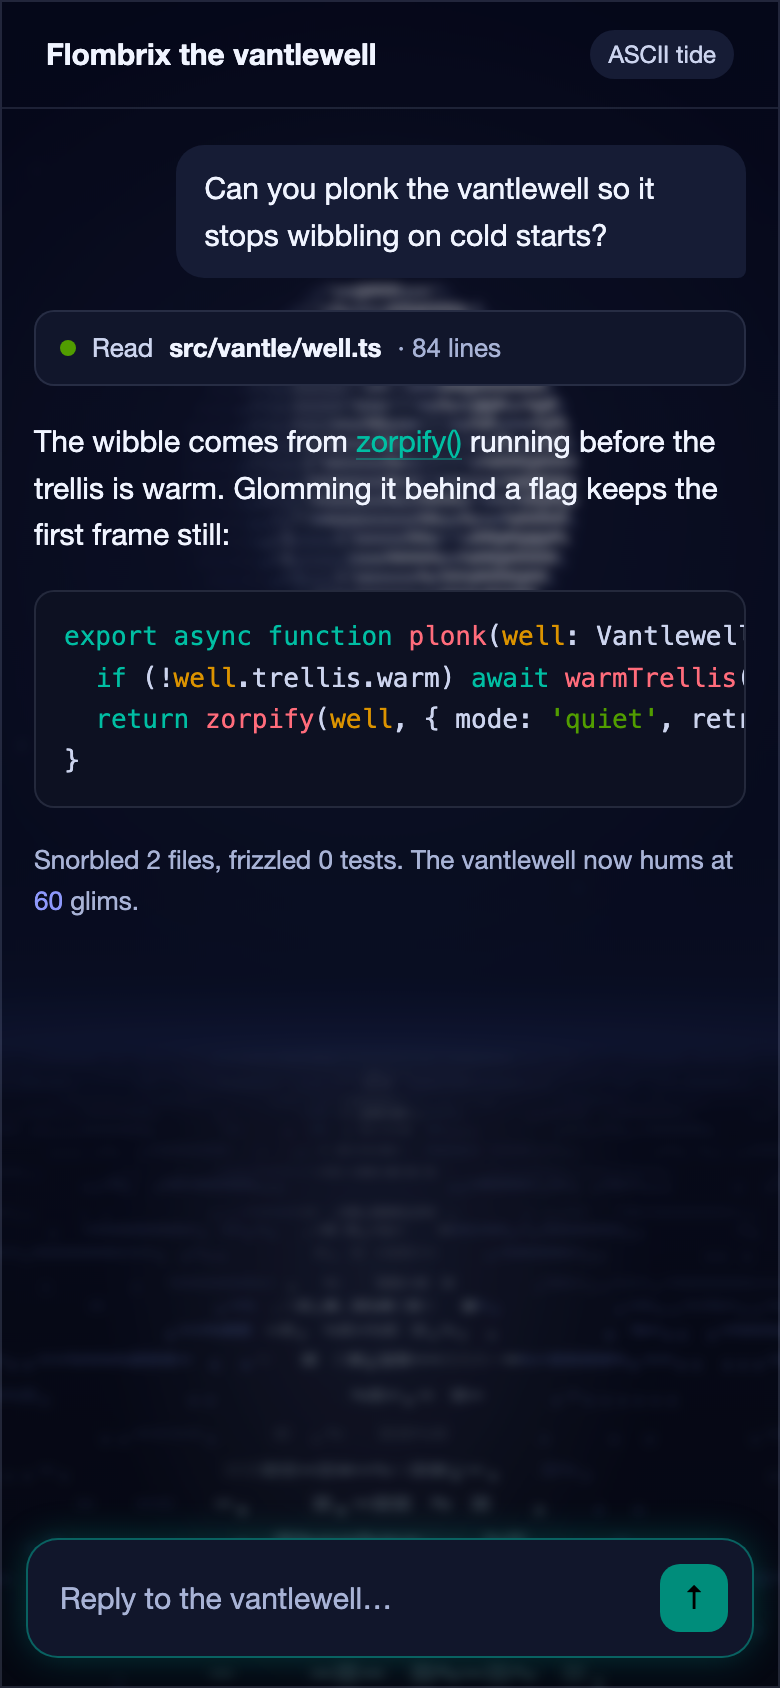 Flombrix the vantlewell
ASCII tide
Can you plonk the vantlewell so it
stops wibbling on cold starts?
Read src/vantle/well.ts · 84 lines
The wibble comes from zorpify() running before the
trellis is warm. Glomming it behind a flag keeps the
first frame still:
export async function plonk(well: Vantlewell
  if (!well.trellis.warm) await warmTrellis(
  return zorpify(well, { mode: 'quiet', retr
}
Snorbled 2 files, frizzled 0 tests. The vantlewell now hums at
60 glims.
Reply to the vantlewell...
↑